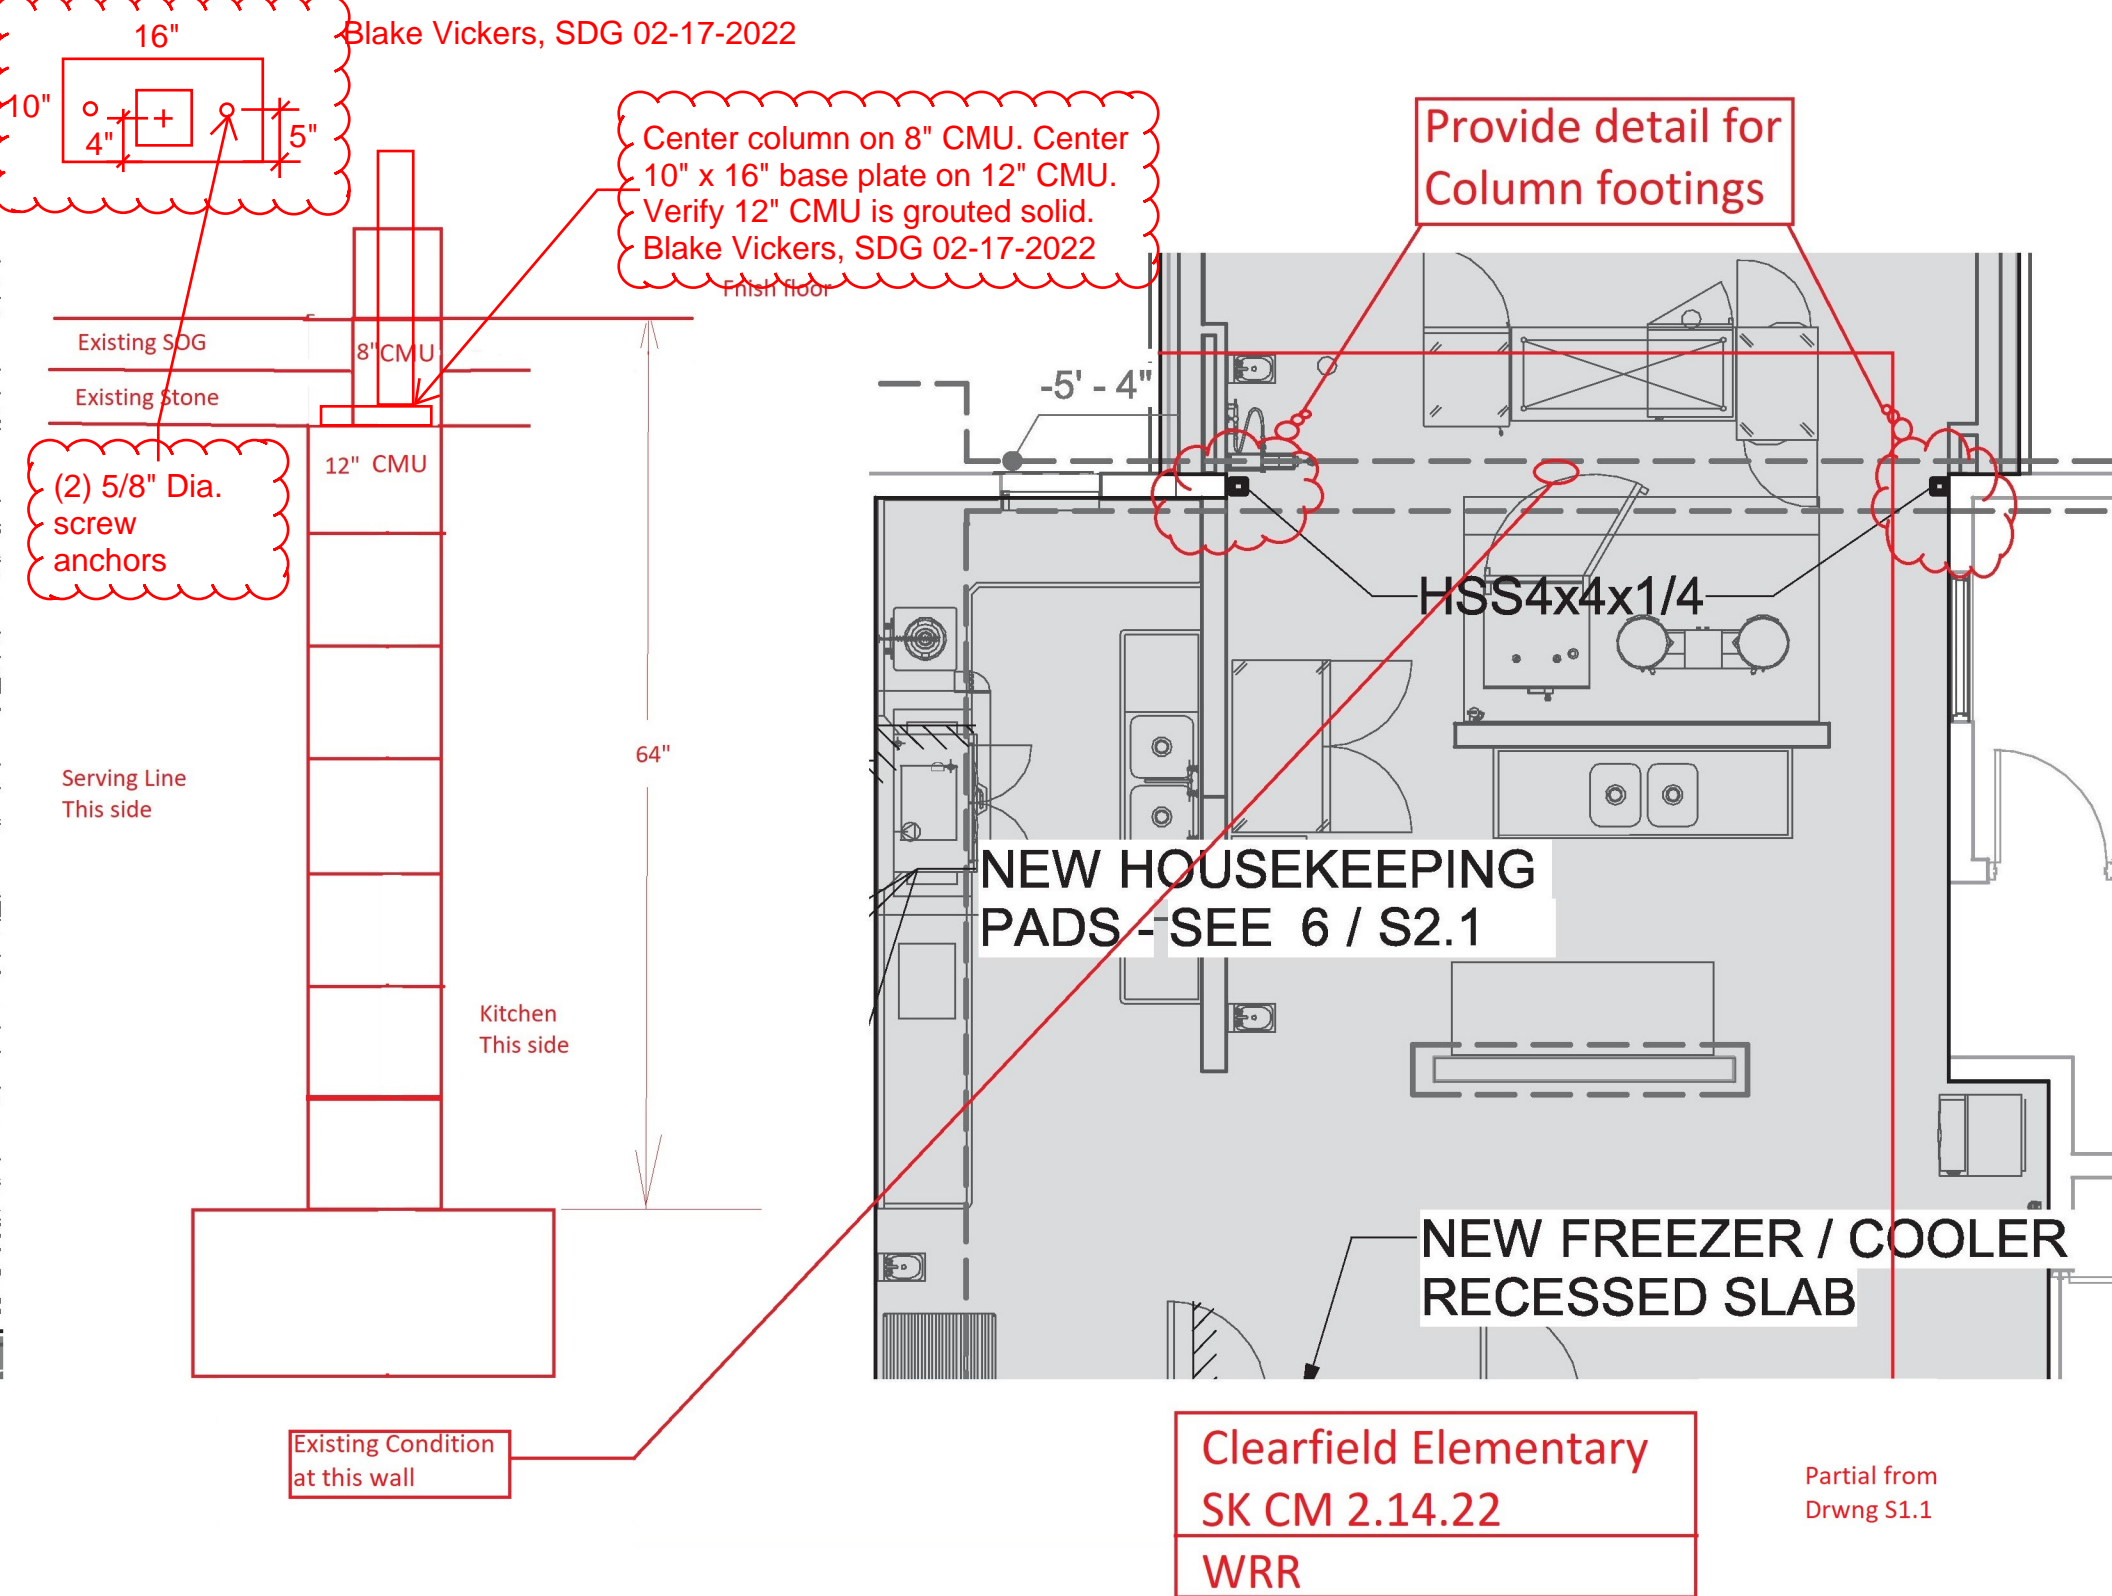 16"
Blake Vickers, SDG 02-17-2022
10"
4"
5"
Center column on 8" CMU. Center
10" x 16" base plate on 12" CMU.
Verify 12" CMU is grouted solid.
Blake Vickers, SDG 02-17-2022
Fnish floor
Provide detail for
Column footings
Existing SOG
8"CMU
Existing Stone
12" CMU
(2) 5/8" Dia.
screw
anchors
-5' - 4"
HSS4x4x1/4
64"
Serving Line
This side
NEW HOUSEKEEPING
PADS - SEE 6 / S2.1
Kitchen
This side
NEW FREEZER / COOLER
RECESSED SLAB
Existing Condition
at this wall
Clearfield Elementary
SK CM 2.14.22
WRR
Partial from
Drwng S1.1